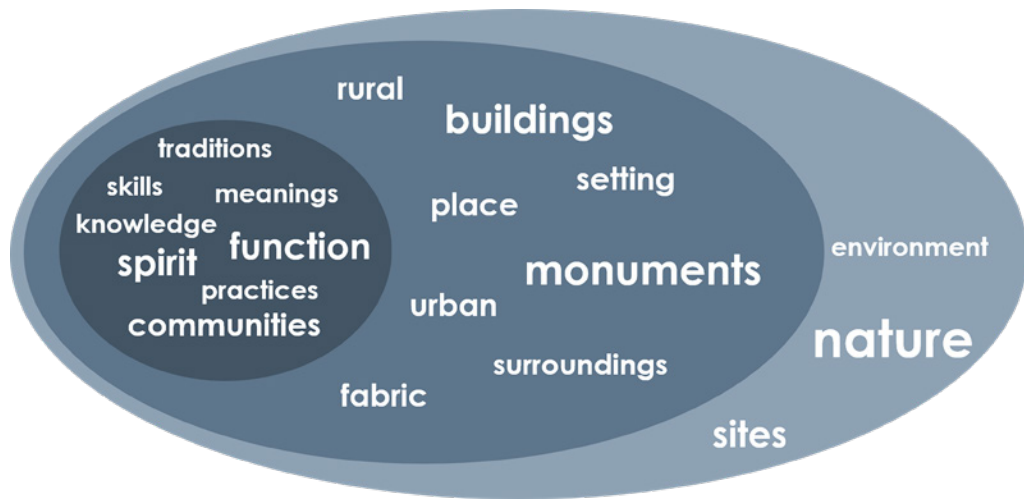 rural
buildings
traditions
setting
skills
meanings
place
knowledge
function
environment
spirit
monuments
practices
urban
communities
nature
surroundings
fabric
sites